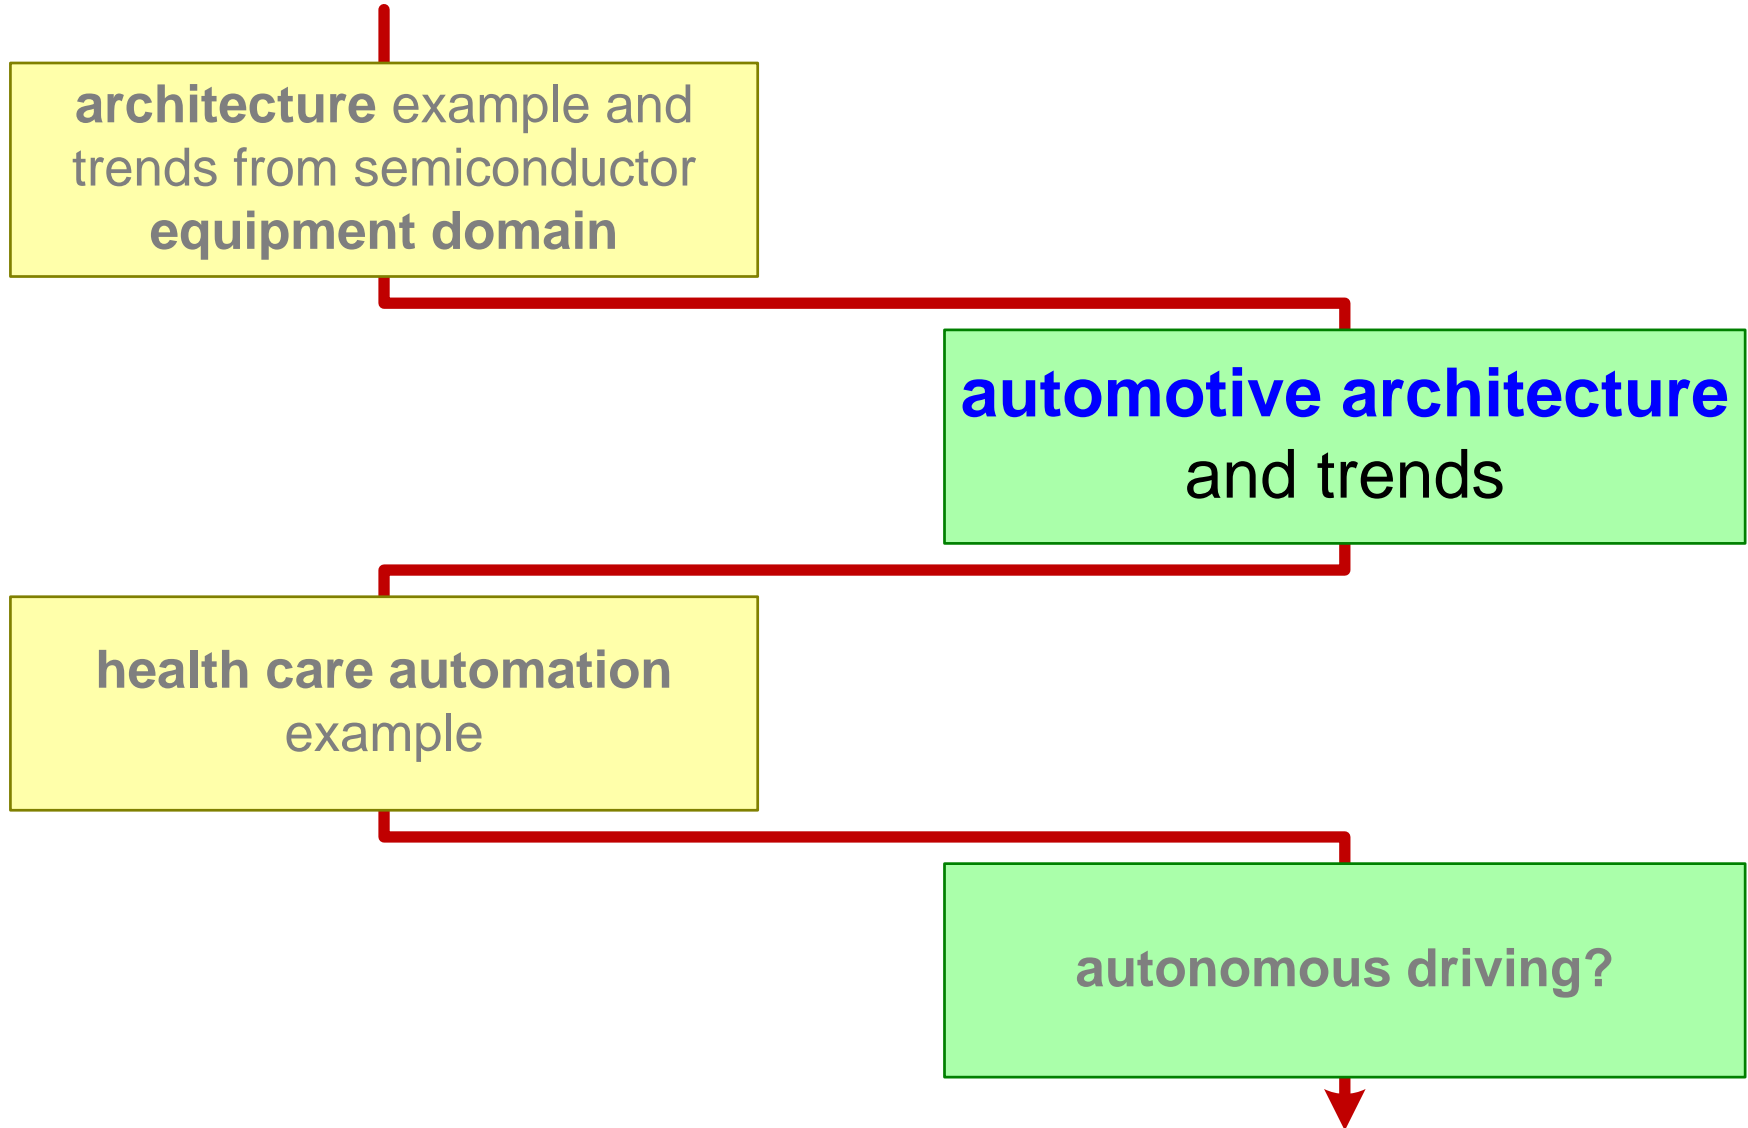 architecture example and
trends from semiconductor
equipment domain
automotive architecture
and trends
health care automation
example
autonomous driving?